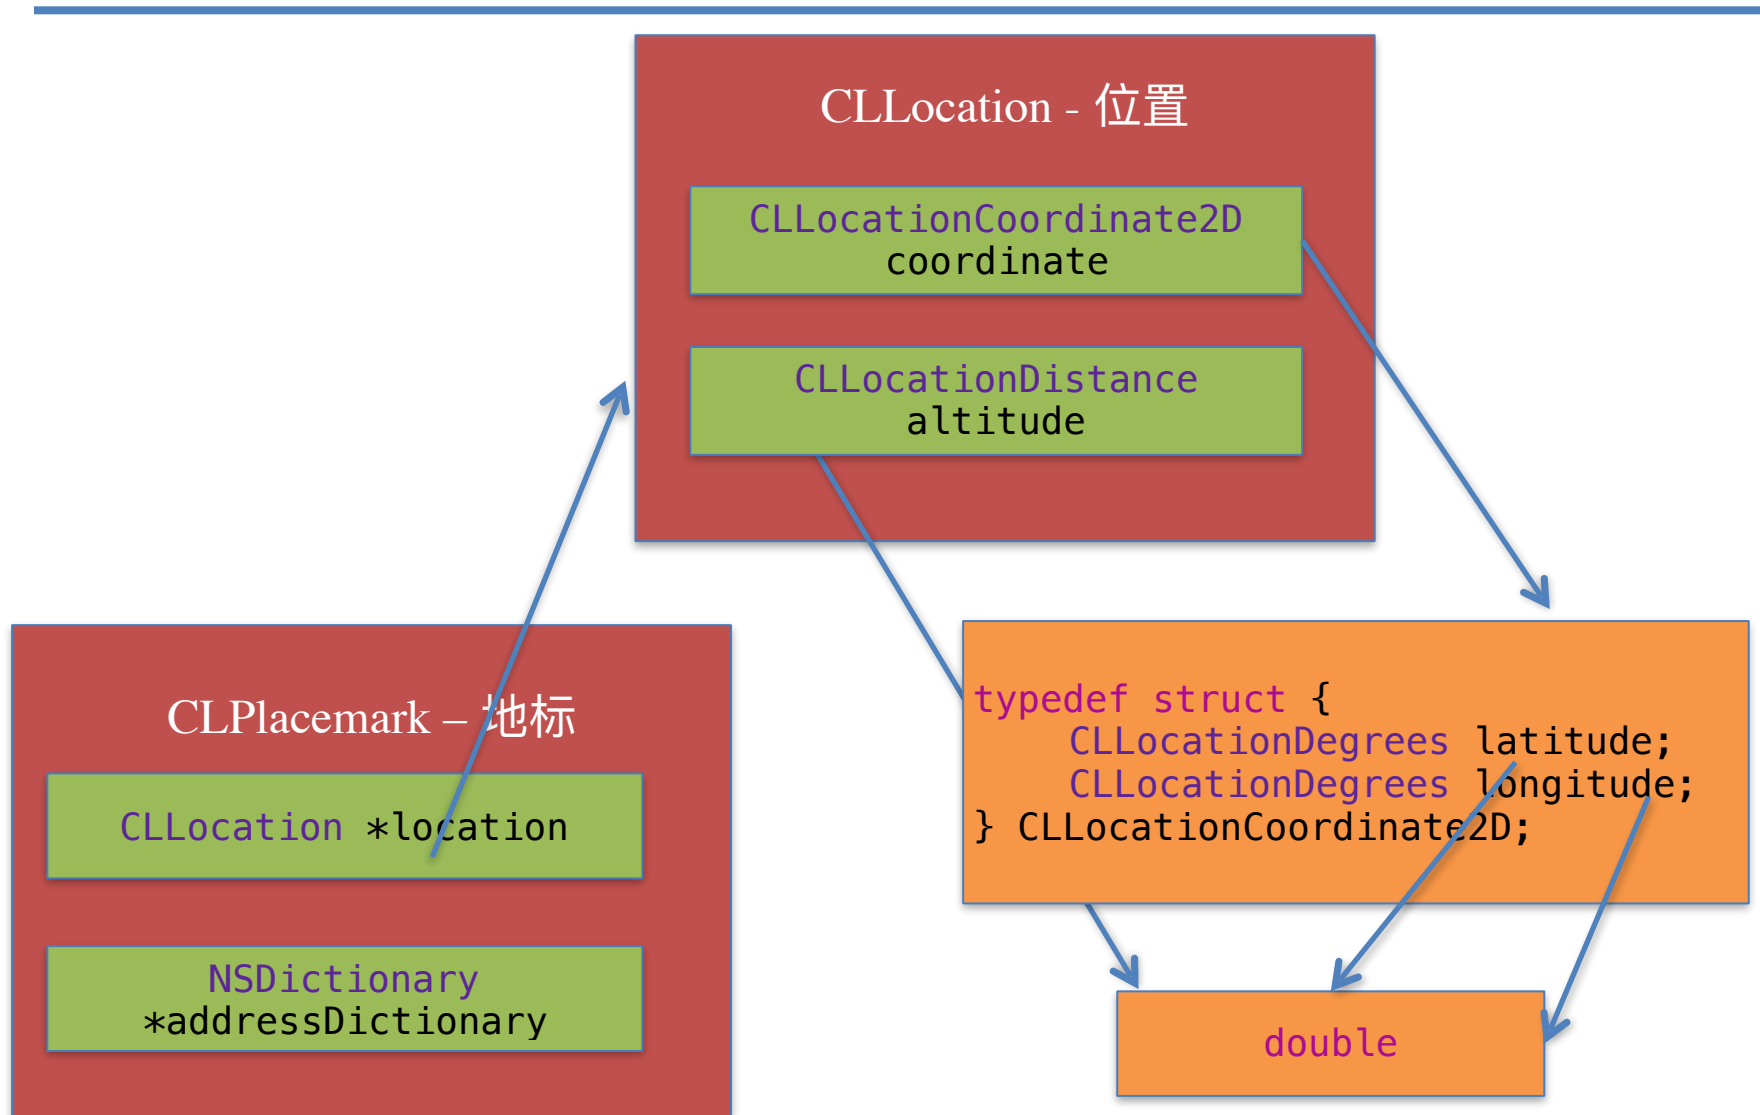 CLLocation - 位置
CLLocationCoordinate2D
coordinate
CLLocationDistance
altitude
CLPlacemark – 地标
CLLocation *location
NSDictionary
*addressDictionary
typedef struct {
CLLocationDegrees latitude;
CLLocationDegrees longitude;
} CLLocationCoordinate2D;
double